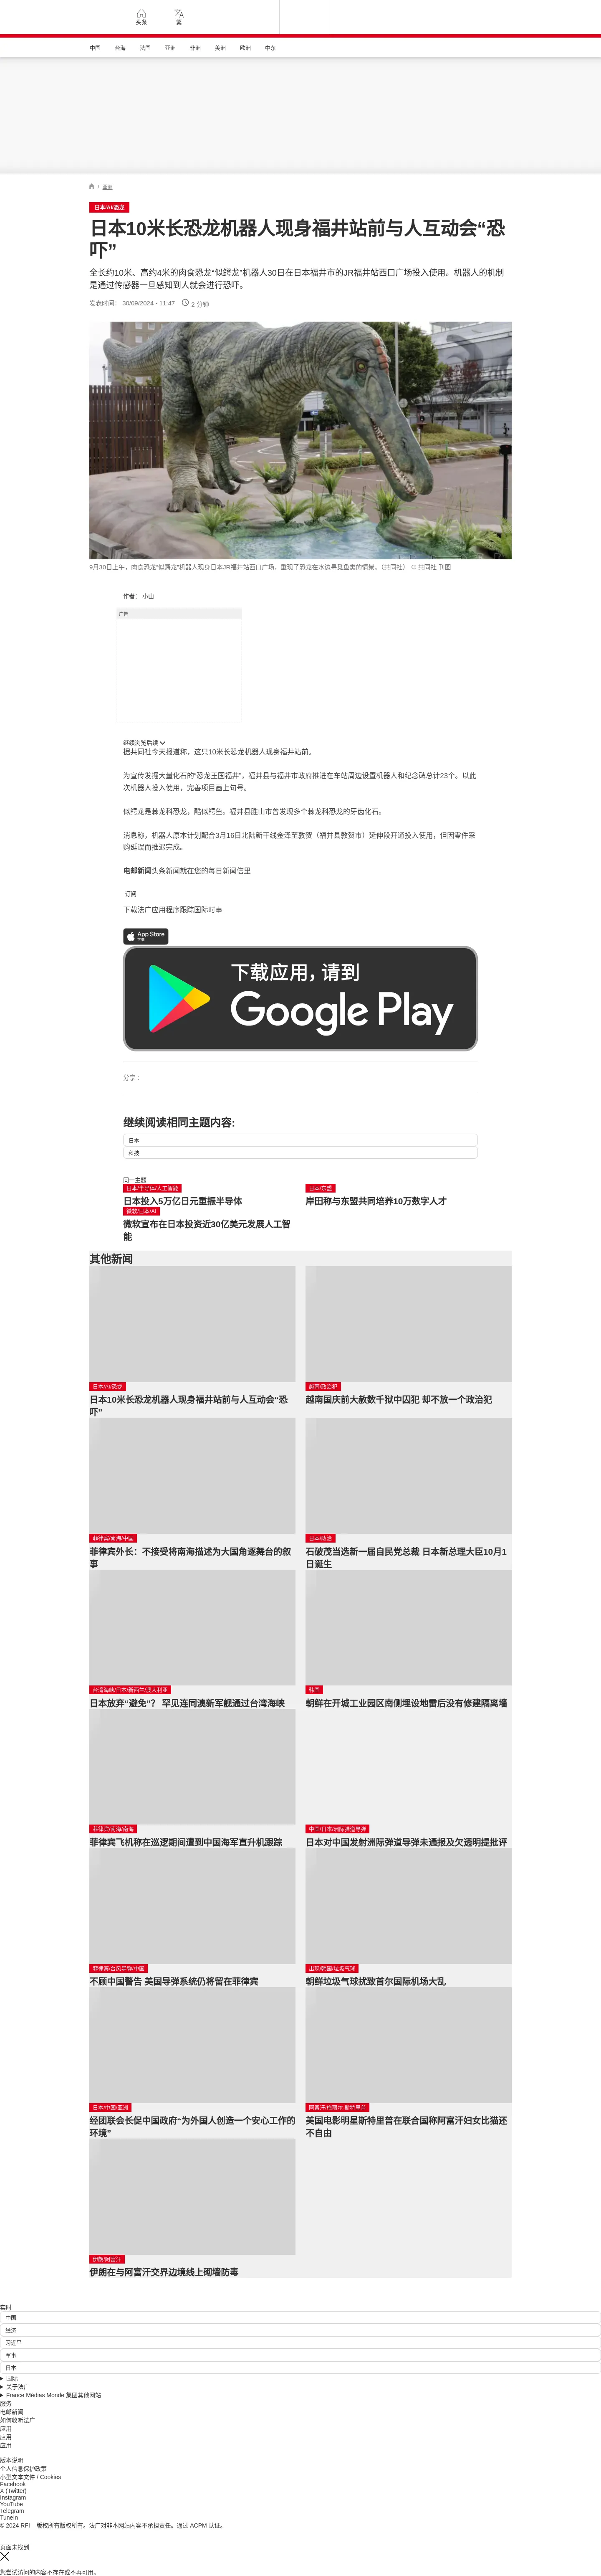 头条
繁
中国
台海
法国
亚洲
非洲
美洲
欧洲
中东
/ 亚洲
日本/AI/恐龙
日本10米长恐龙机器人现身福井站前与人互动会“恐
吓”
全长约10米、高约4米的肉食恐龙“似鳄龙”机器人30日在日本福井市的JR福井站西口广场投入使用。机器人的机制
是通过传感器一旦感知到人就会进行恐吓。
发表时间： 30/09/2024 - 11:47
2 分钟
9月30日上午，肉食恐龙“似鳄龙”机器人现身日本JR福井站西口广场，重现了恐龙在水边寻觅鱼类的情景。（共同社） © 共同社 刊图
作者： 小山
广告
继续浏览后续
据共同社今天报道称，这只10米长恐龙机器人现身福井站前。
为宣传发掘大量化石的“恐龙王国福井”，福井县与福井市政府推进在车站周边设置机器人和纪念碑总计23个。以此
次机器人投入使用，完善项目画上句号。
似鳄龙是棘龙科恐龙，酷似鳄鱼。福井县胜山市曾发现多个棘龙科恐龙的牙齿化石。
消息称，机器人原本计划配合3月16日北陆新干线金泽至敦贺（福井县敦贺市）延伸段开通投入使用，但因零件采
购延误而推迟完成。
电邮新闻头条新闻就在您的每日新闻信里
订阅
下载法广应用程序跟踪国际时事
App Store
下载
下载应用，请到
Google Play
分享 :
继续阅读相同主题内容:
日本
科技
同一主题
日本/半导体/人工智能
日本投入5万亿日元重振半导体
日本/东盟
岸田称与东盟共同培养10万数字人才
微软/日本/AI
微软宣布在日本投资近30亿美元发展人工智
能
其他新闻
日本/AI/恐龙
日本10米长恐龙机器人现身福井站前与人互动会“恐
吓”
越南/政治犯
越南国庆前大赦数千狱中囚犯 却不放一个政治犯
菲律宾/南海/中国
菲律宾外长：不接受将南海描述为大国角逐舞台的叙
事
日本/政治
石破茂当选新一届自民党总裁 日本新总理大臣10月1
日诞生
台湾海峡/日本/新西兰/澳大利亚
日本放弃“避免”？ 罕见连同澳新军舰通过台湾海峡
韩国
朝鲜在开城工业园区南侧埋设地雷后没有修建隔离墙
菲律宾/南海/南海
菲律宾飞机称在巡逻期间遭到中国海军直升机跟踪
中国/日本/洲际弹道导弹
日本对中国发射洲际弹道导弹未通报及欠透明提批评
菲律宾/台风导弹/中国
不顾中国警告 美国导弹系统仍将留在菲律宾
出现/韩国/垃圾气球
朝鲜垃圾气球扰致首尔国际机场大乱
日本/中国/亚洲
经团联会长促中国政府“为外国人创造一个安心工作的
环境”
阿富汗/梅丽尔·斯特里普
美国电影明星斯特里普在联合国称阿富汗妇女比猫还
不自由
伊朗/阿富汗
伊朗在与阿富汗交界边境线上砌墙防毒
实时
中国
经济
习近平
军事
日本
国际
关于法广
France Médias Monde 集团其他网站
服务
电邮新闻
如何收听法广
应用
应用
应用
版本说明
个人信息保护政策
小型文本文件 / Cookies
Facebook
X (Twitter)
Instagram
YouTube
Telegram
TuneIn
© 2024 RFI – 版权所有版权所有。法广对非本网站内容不承担责任。通过 ACPM 认证。
页面未找到
您尝试访问的内容不存在或不再可用。